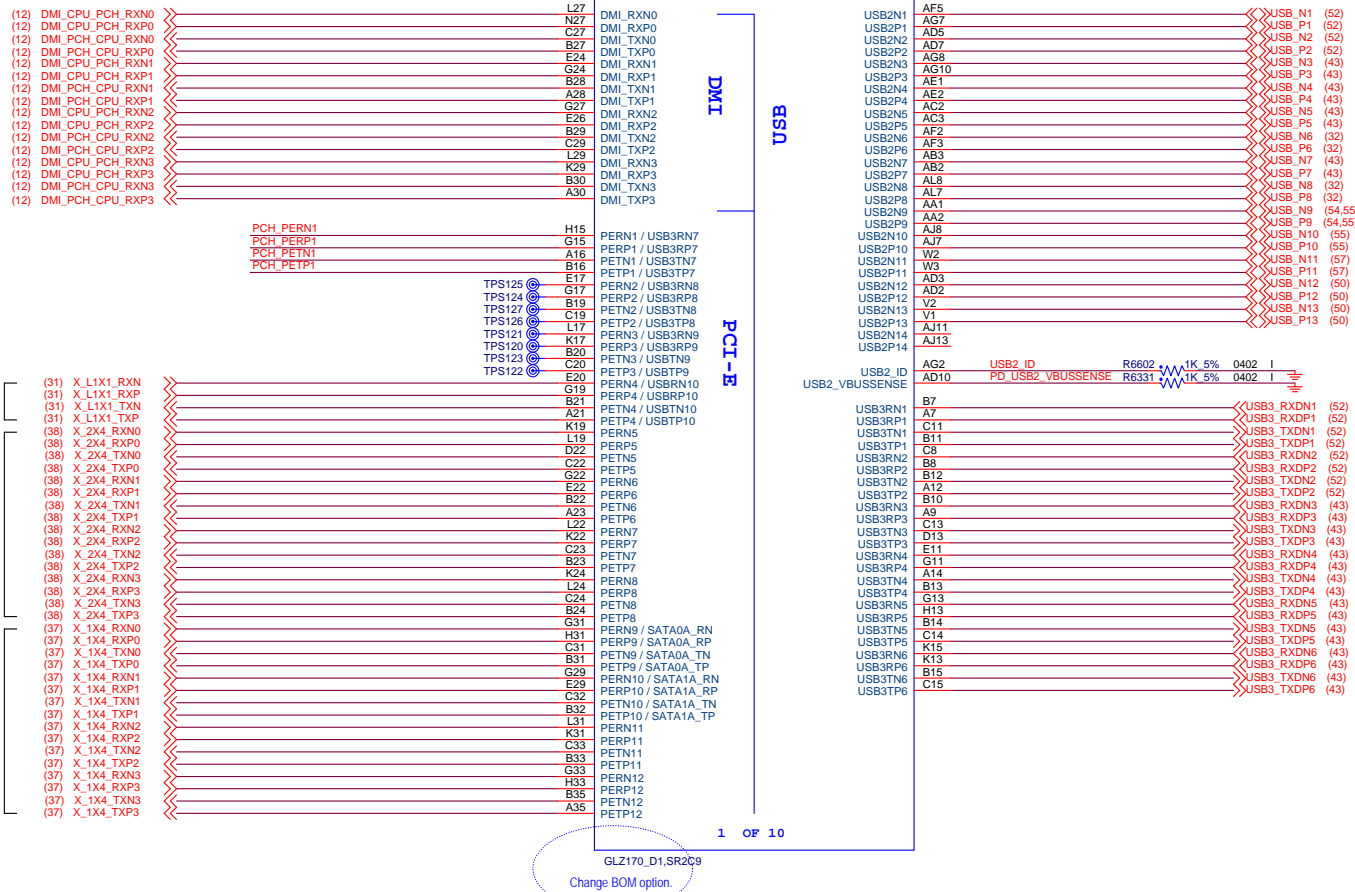 (12) DMI_CPU_PCH_RXN0 L27 DMI_RXN0
(12) DMI_CPU_PCH_RXP0 N27 DMI_RXP0
(12) DMI_PCH_CPU_RXN0 C27 DMI_TXN0
(12) DMI_PCH_CPU_RXP0 B27 DMI_TXP0
(12) DMI_CPU_PCH_RXN1 E24 DMI_RXN1
(12) DMI_CPU_PCH_RXP1 G24 DMI_RXP1
(12) DMI_PCH_CPU_RXN1 B28 DMI_TXN1
(12) DMI_PCH_CPU_RXP1 A28 DMI_TXP1
(12) DMI_CPU_PCH_RXN2 G27 DMI_RXN2
(12) DMI_CPU_PCH_RXP2 E26 DMI_RXP2
(12) DMI_PCH_CPU_RXN2 B29 DMI_TXN2
(12) DMI_PCH_CPU_RXP2 C29 DMI_TXP2
(12) DMI_CPU_PCH_RXN3 L29 DMI_RXN3
(12) DMI_CPU_PCH_RXP3 K29 DMI_RXP3
(12) DMI_PCH_CPU_RXN3 B30 DMI_TXN3
(12) DMI_PCH_CPU_RXP3 A30 DMI_TXP3
DMI
USB
PCH_PERN1 H15 PERN1 / USB3RN7
PCH_PERP1 G15 PERP1 / USB3RP7
PCH_PETN1 A16 PETN1 / USB3TN7
PCH_PETP1 B16 PETP1 / USB3TP7
TPS125 E17 PERN2 / USB3RN8
TPS124 G17 PERP2 / USB3RP8
TPS127 B19 PETN2 / USB3TN8
TPS126 C19 PETP2 / USB3TP8
TPS121 L17 PERN3 / USB3RN9
TPS120 K17 PERP3 / USB3RP9
TPS123 B20 PETN3 / USBTN9
TPS122 C20 PETP3 / USBTP9
(31) X_L1X1_RXN E20 PERN4 / USBRN10
(31) X_L1X1_RXP G19 PERP4 / USBRP10
(31) X_L1X1_TXN B21 PETN4 / USBTN10
(31) X_L1X1_TXP A21 PETP4 / USBTP10
(38) X_2X4_RXN0 K19 PERN5
(38) X_2X4_RXP0 L19 PERP5
(38) X_2X4_TXN0 D22 PETN5
(38) X_2X4_TXP0 C22 PETP5
(38) X_2X4_RXN1 G22 PERN6
(38) X_2X4_RXP1 E22 PERP6
(38) X_2X4_TXN1 B22 PETN6
(38) X_2X4_TXP1 A23 PETP6
(38) X_2X4_RXN2 L22 PERN7
(38) X_2X4_RXP2 K22 PERP7
(38) X_2X4_TXN2 C23 PETN7
(38) X_2X4_TXP2 B23 PETP7
(38) X_2X4_RXN3 K24 PERN8
(38) X_2X4_RXP3 L24 PERP8
(38) X_2X4_TXN3 C24 PETN8
(38) X_2X4_TXP3 B24 PETP8
(37) X_1X4_RXN0 G31 PERN9 / SATA0A_RN
(37) X_1X4_RXP0 H31 PERP9 / SATA0A_RP
(37) X_1X4_TXN0 C31 PETN9 / SATA0A_TN
(37) X_1X4_TXP0 B31 PETP9 / SATA0A_TP
(37) X_1X4_RXN1 G29 PERN10 / SATA1A_RN
(37) X_1X4_RXP1 E29 PERP10 / SATA1A_RP
(37) X_1X4_TXN1 C32 PETN10 / SATA1A_TN
(37) X_1X4_TXP1 B32 PETP10 / SATA1A_TP
(37) X_1X4_RXN2 L31 PERN11
(37) X_1X4_RXP2 K31 PERP11
(37) X_1X4_TXN2 C33 PETN11
(37) X_1X4_TXP2 B33 PETP11
(37) X_1X4_RXN3 G33 PERN12
(37) X_1X4_RXP3 H33 PERP12
(37) X_1X4_TXN3 B35 PETN12
(37) X_1X4_TXP3 A35 PETP12
PCI-E
USB2N1 AF5 USB_N1 (52)
USB2P1 AG7 USB_P1 (52)
USB2N2 AD5 USB_N2 (52)
USB2P2 AD7 USB_P2 (52)
USB2N3 AG8 USB_N3 (43)
USB2P3 AG10 USB_P3 (43)
USB2N4 AE1 USB_N4 (43)
USB2P4 AE2 USB_P4 (43)
USB2N5 AC2 USB_N5 (43)
USB2P5 AC3 USB_P5 (43)
USB2N6 AF2 USB_N6 (32)
USB2P6 AF3 USB_P6 (32)
USB2N7 AB3 USB_N7 (43)
USB2P7 AB2 USB_P7 (43)
USB2N8 AL8 USB_N8 (32)
USB2P8 AL7 USB_P8 (32)
USB2N9 AA1 USB_N9 (54,55
USB2P9 AA2 USB_P9 (54,55
USB2N10 AJ8 USB_N10 (55)
USB2P10 AJ7 USB_P10 (55)
USB2N11 W2 USB_N11 (57)
USB2P11 W3 USB_P11 (57)
USB2N12 AD3 USB_N12 (50)
USB2P12 AD2 USB_P12 (50)
USB2N13 V2 USB_N13 (50)
USB2P13 V1 USB_P13 (50)
USB2N14 AJ11
USB2P14 AJ13
USB2_ID AG2 USB2_ID R6602 1K_5% 0402 I
USB2_VBUSSENSE AD10 PD_USB2_VBUSSENSE R6331 1K_5% 0402 I
USB3RN1 B7 USB3_RXDN1 (52)
USB3RP1 A7 USB3_RXDP1 (52)
USB3TN1 C11 USB3_TXDN1 (52)
USB3TP1 B11 USB3_TXDP1 (52)
USB3RN2 C8 USB3_RXDN2 (52)
USB3RP2 B8 USB3_RXDP2 (52)
USB3TN2 B12 USB3_TXDN2 (52)
USB3TP2 A12 USB3_TXDP2 (52)
USB3RN3 B10 USB3_RXDN3 (43)
USB3RP3 A9 USB3_RXDP3 (43)
USB3TN3 C13 USB3_TXDN3 (43)
USB3TP3 D13 USB3_TXDP3 (43)
USB3RN4 E11 USB3_RXDN4 (43)
USB3RP4 G11 USB3_RXDP4 (43)
USB3TN4 A14 USB3_TXDN4 (43)
USB3TP4 B13 USB3_TXDP4 (43)
USB3RN5 G13 USB3_RXDN5 (43)
USB3RP5 H13 USB3_RXDP5 (43)
USB3TN5 B14 USB3_TXDN5 (43)
USB3TP5 C14 USB3_TXDP5 (43)
USB3RN6 K15 USB3_RXDN6 (43)
USB3RP6 K13 USB3_RXDP6 (43)
USB3TN6 B15 USB3_TXDN6 (43)
USB3TP6 C15 USB3_TXDP6 (43)
1 OF 10
GLZ170_D1,SR2C9
Change BOM option.